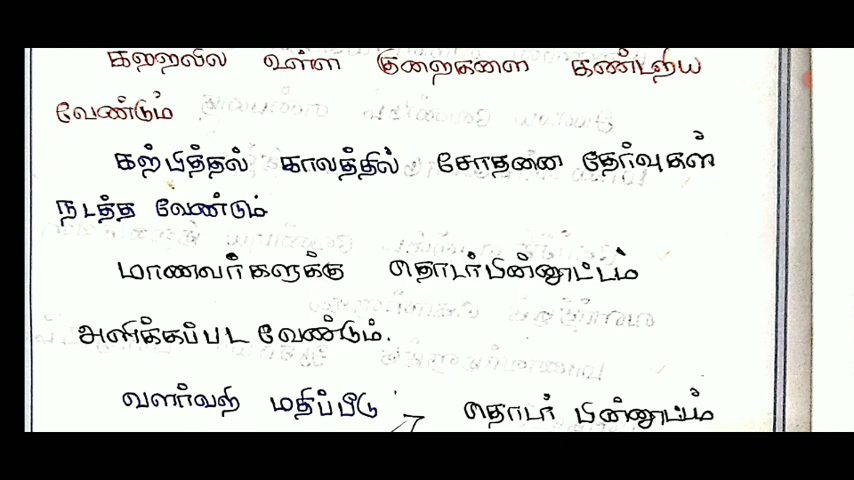 கற்றலில் உள்ள குறைகளை கண்டறிய
வேண்டும்
கற்பித்தல் காலத்தில் சோதனை தேர்வுகள்
நடத்த வேண்டும்
மாணவர்களுக்கு தொடர்பின்னூட்டம்
அளிக்கப்பட வேண்டும்.
வளர்வறி மதிப்பீடு → தொடர் பின்னூட்டம்